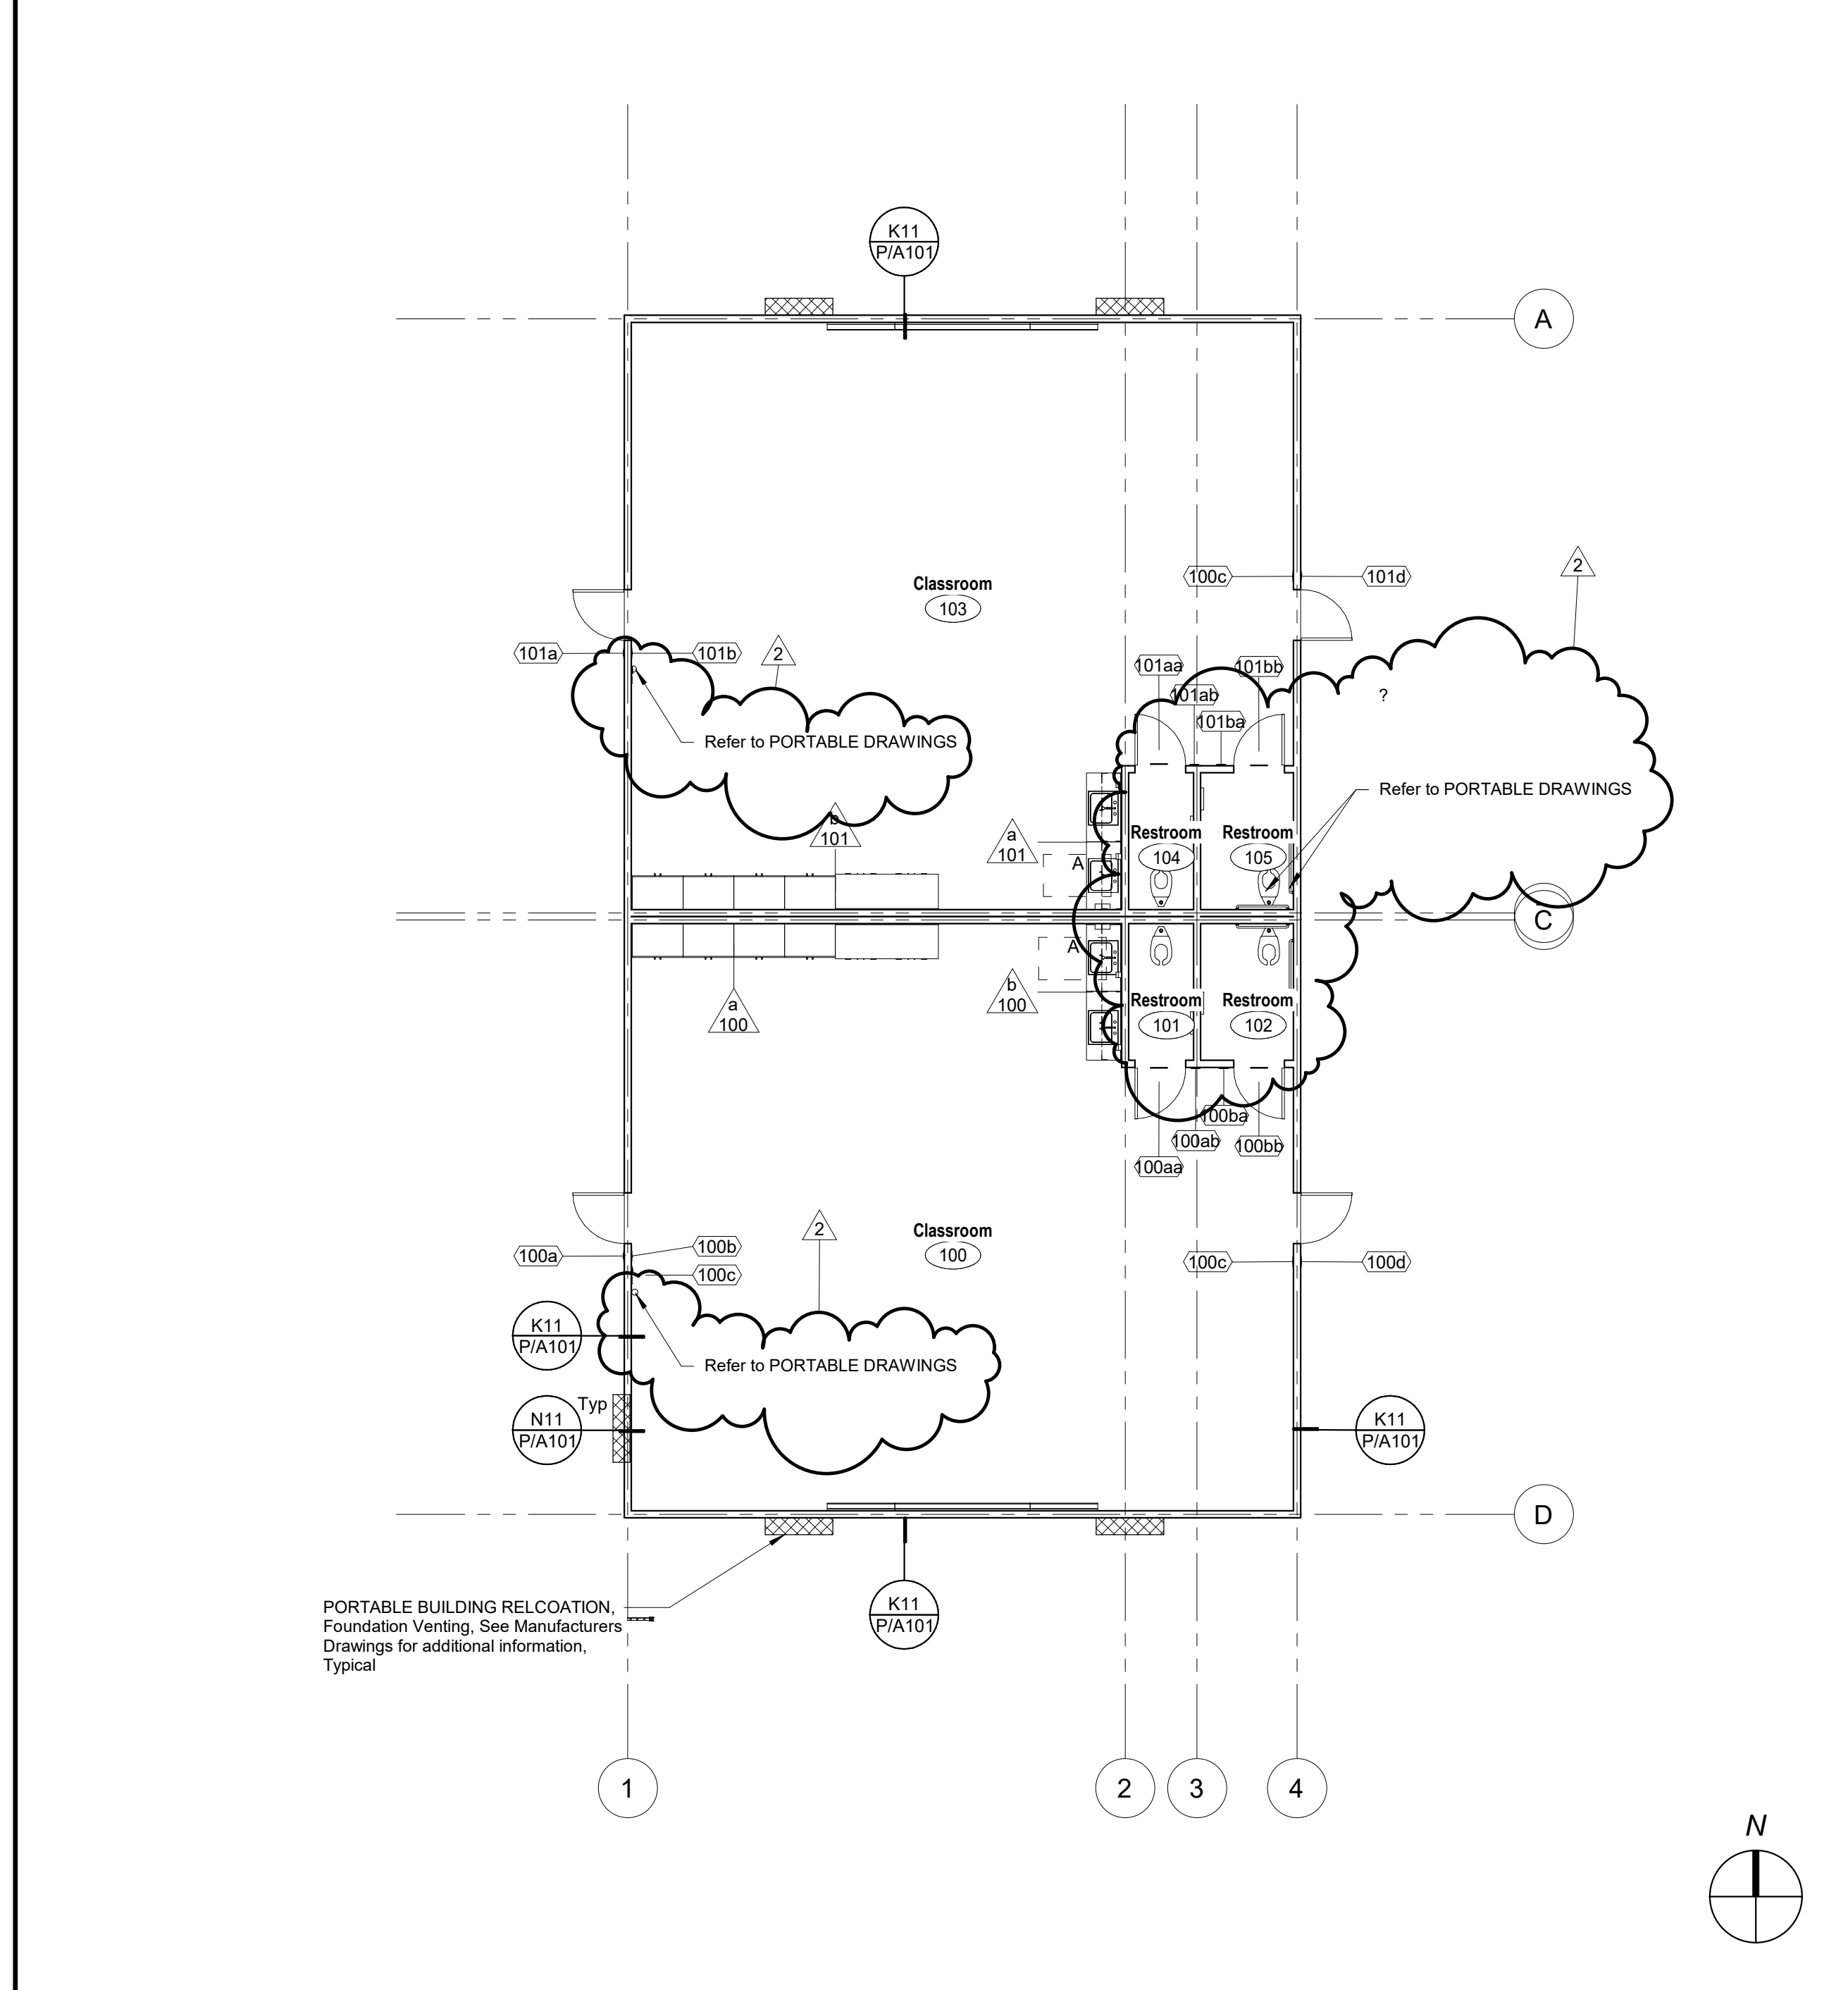 K11
P/A101
A
Classroom
103
100c
101d
2
101a
101b
2
101aa
101bb
101ab
101ba
?
Refer to PORTABLE DRAWINGS
Refer to PORTABLE DRAWINGS
b
101
a
101
A
Restroom
104
Restroom
105
C
A
b
100
a
100
Restroom
101
Restroom
102
100ba
100ab
100bb
100aa
Classroom
100
2
100a
100b
100c
100c
100d
K11
P/A101
Refer to PORTABLE DRAWINGS
Typ
N11
P/A101
K11
P/A101
D
PORTABLE BUILDING RELCOATION,
Foundation Venting, See Manufacturers
Drawings for additional information,
Typical
K11
P/A101
1
2
3
4
N